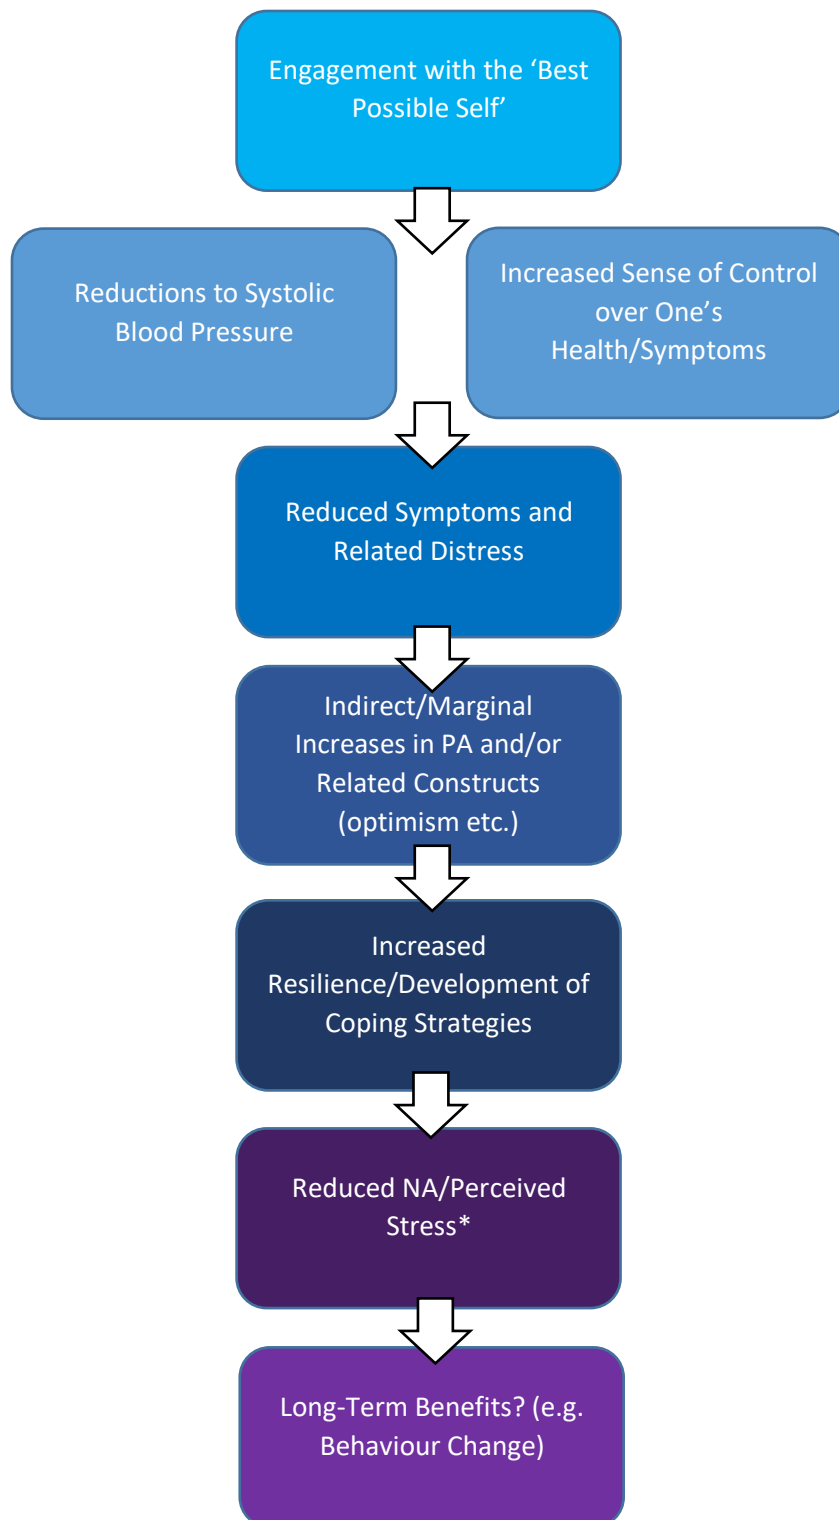 Engagement with the ‘Best
Possible Self’
Reductions to Systolic
Blood Pressure
Increased Sense of Control
over One’s
Health/Symptoms
Reduced Symptoms and
Related Distress
Indirect/Marginal
Increases in PA and/or
Related Constructs
(optimism etc.)
Increased
Resilience/Development of
Coping Strategies
Reduced NA/Perceived
Stress*
Long-Term Benefits? (e.g.
Behaviour Change)